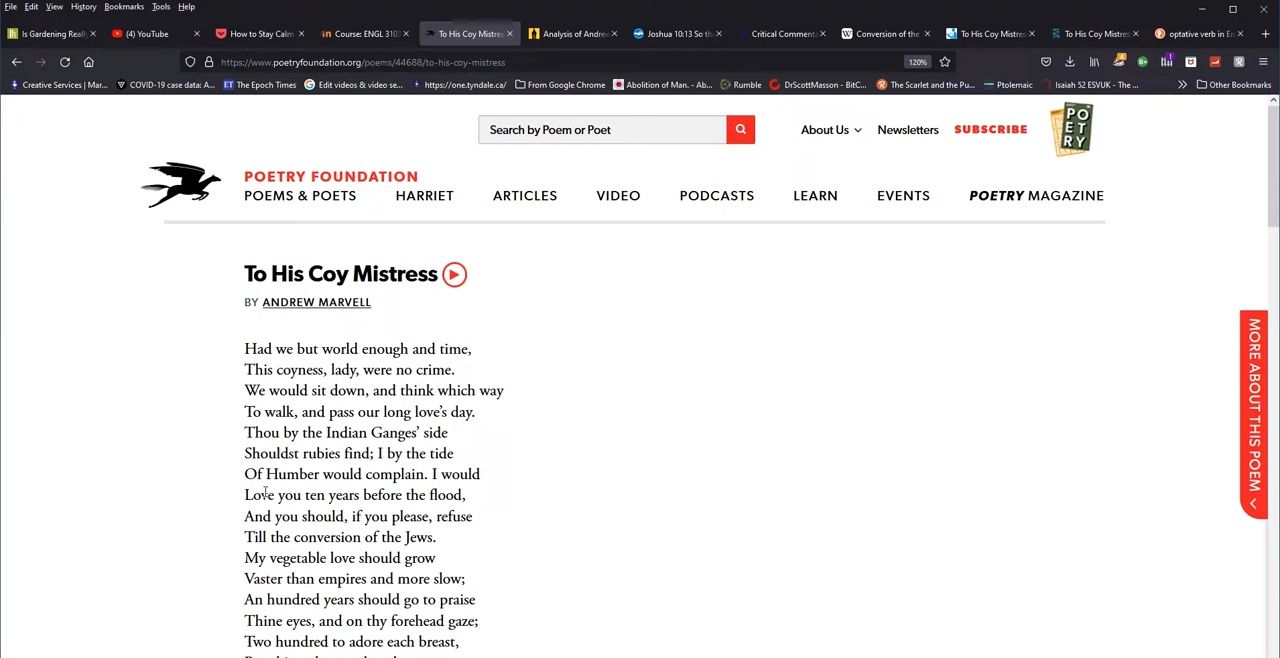 File Edit View History Bookmarks Tools Help
Is Gardening Reall
(4) YouTube
How to Stay Calm
Course: ENGL 3103
To His Coy Mistress
Analysis of Andrew
Joshua 10:13 So th
Critical Comment
Conversion of the
To His Coy Mistres
To His Coy Mistres
optative verb in En
https://www.poetryfoundation.org/poems/44688/to-his-coy-mistress
120%
Creative Services | Mar...
COVID-19 case data: A...
ET The Epoch Times
Edit videos & video se...
https://one.tyndale.ca/
From Google Chrome
Abolition of Man. - Ab...
Rumble
DrScottMasson - BitC...
The Scarlet and the Pu...
Ptolemaic
Isaiah 52 ESVUK - The ...
Other Bookmarks
Search by Poem or Poet
About Us
Newsletters
SUBSCRIBE
POETRY
POETRY FOUNDATION
POEMS & POETS HARRIET ARTICLES VIDEO PODCASTS LEARN EVENTS POETRY MAGAZINE
To His Coy Mistress
BY ANDREW MARVELL
Had we but world enough and time,
This coyness, lady, were no crime.
We would sit down, and think which way
To walk, and pass our long love’s day.
Thou by the Indian Ganges’ side
Shouldst rubies find; I by the tide
Of Humber would complain. I would
Love you ten years before the flood,
And you should, if you please, refuse
Till the conversion of the Jews.
My vegetable love should grow
Vaster than empires and more slow;
An hundred years should go to praise
Thine eyes, and on thy forehead gaze;
Two hundred to adore each breast,
MORE ABOUT THIS POEM